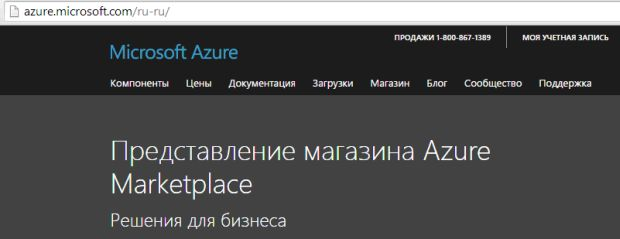 azure.microsoft.com/ru-ru/
ПРОДАЖИ 1-800-867-1389 МОЯ УЧЕТНАЯ ЗАПИСЬ
Microsoft Azure
Компоненты Цены Документация Загрузки Магазин Блог Сообщество Поддержка
Представление магазина Azure
Marketplace
Решения для бизнеса